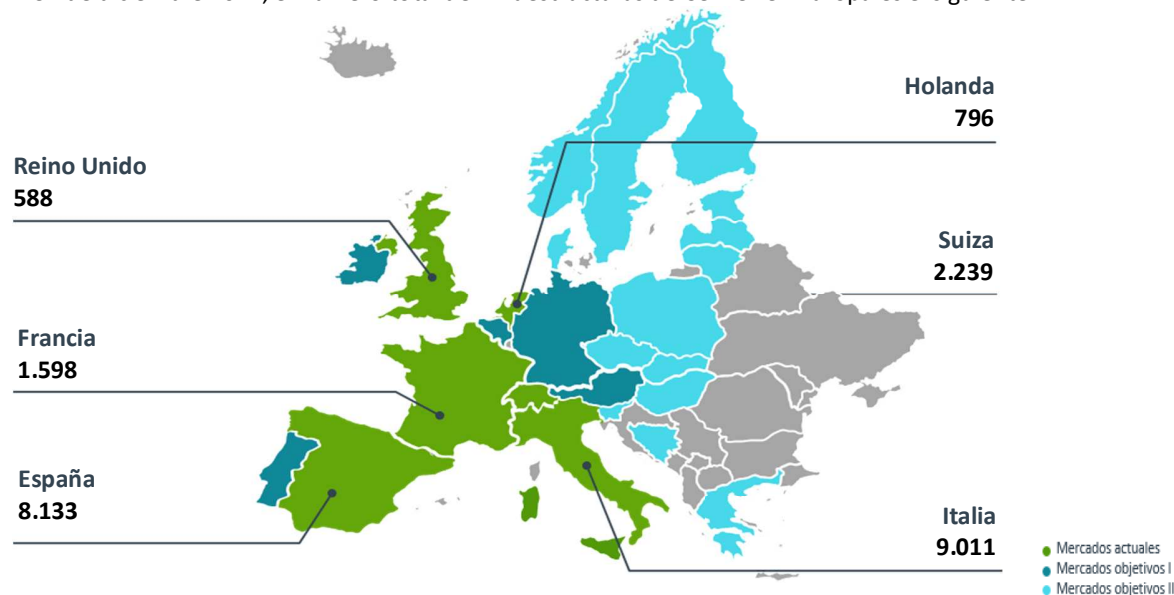 Holanda
796
Reino Unido
588
Suiza
2.239
Francia
1.598
España
8.133
Italia
9.011
Mercados actuales
Mercados objetivos I
Mercados objetivos II